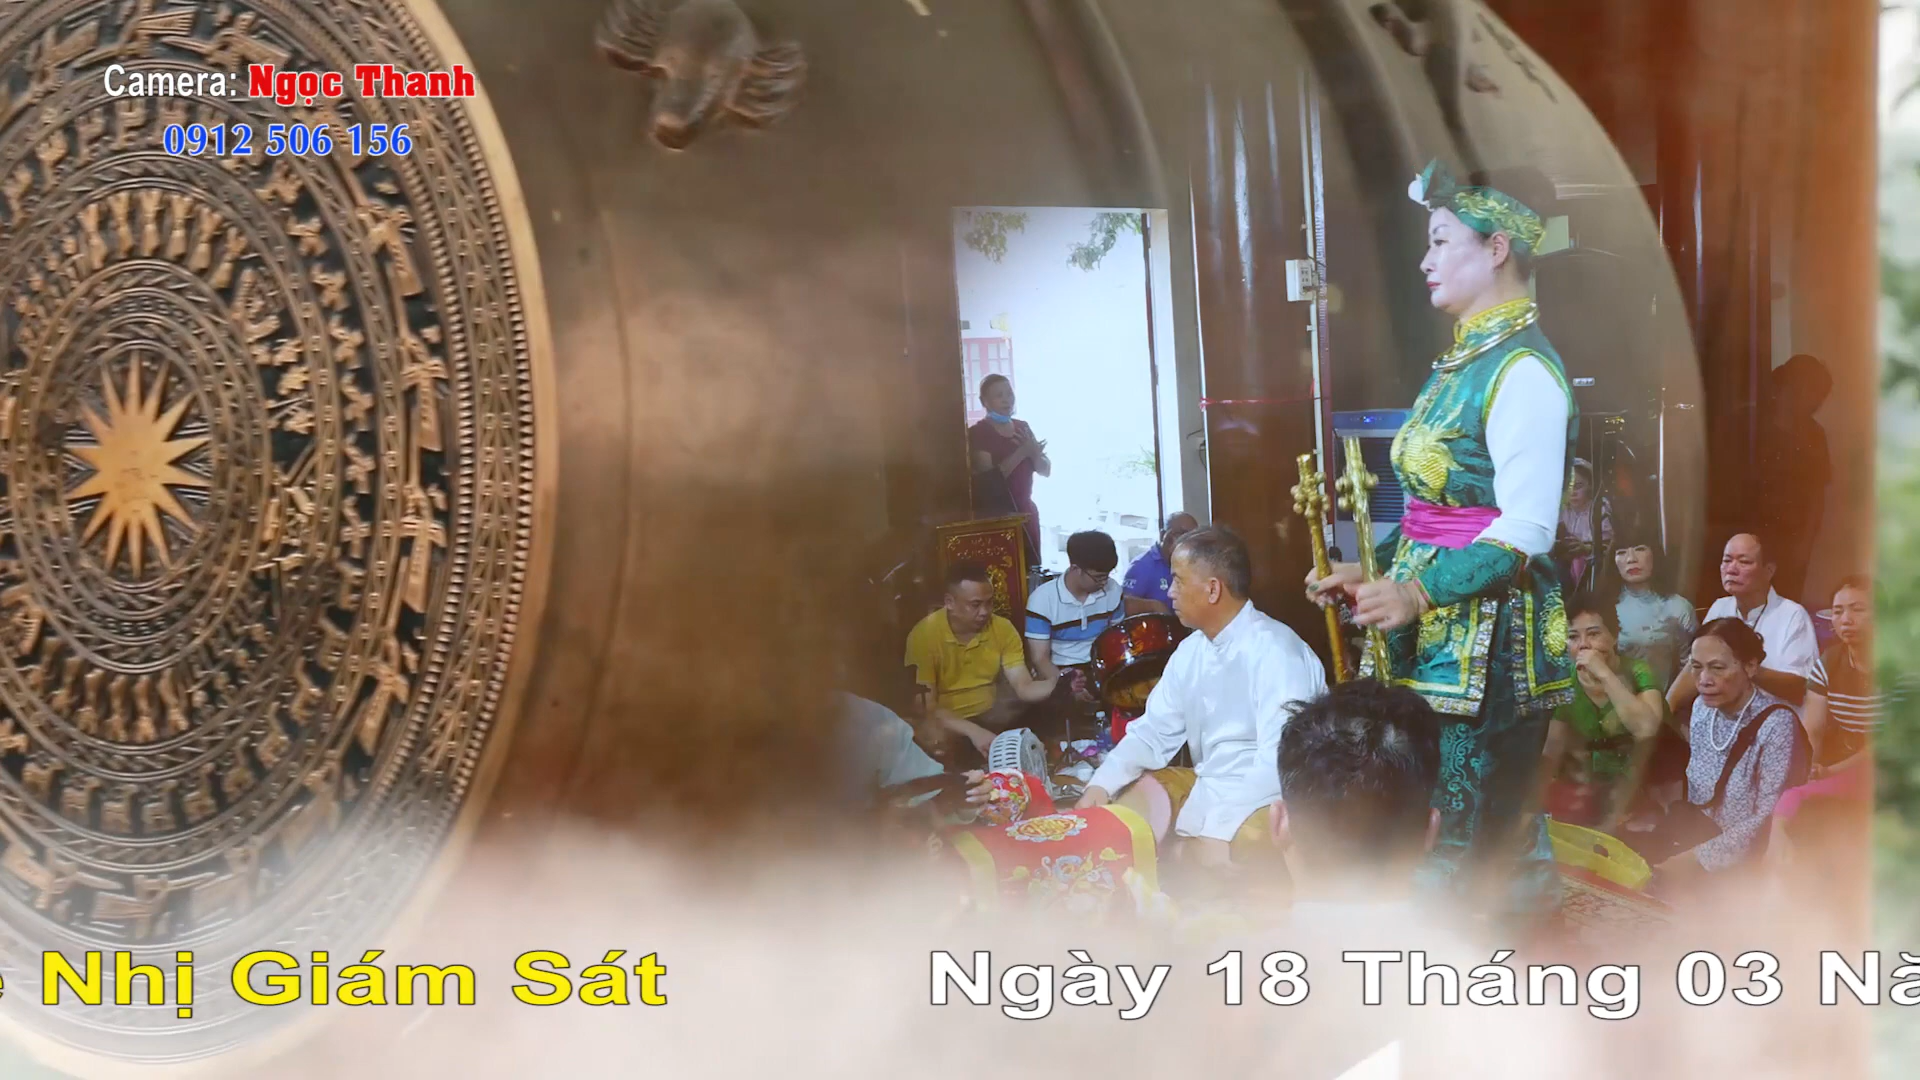 Camera: Ngọc Thanh
0912 506 156
Nhị Giám Sát Ngày 18 Tháng 03